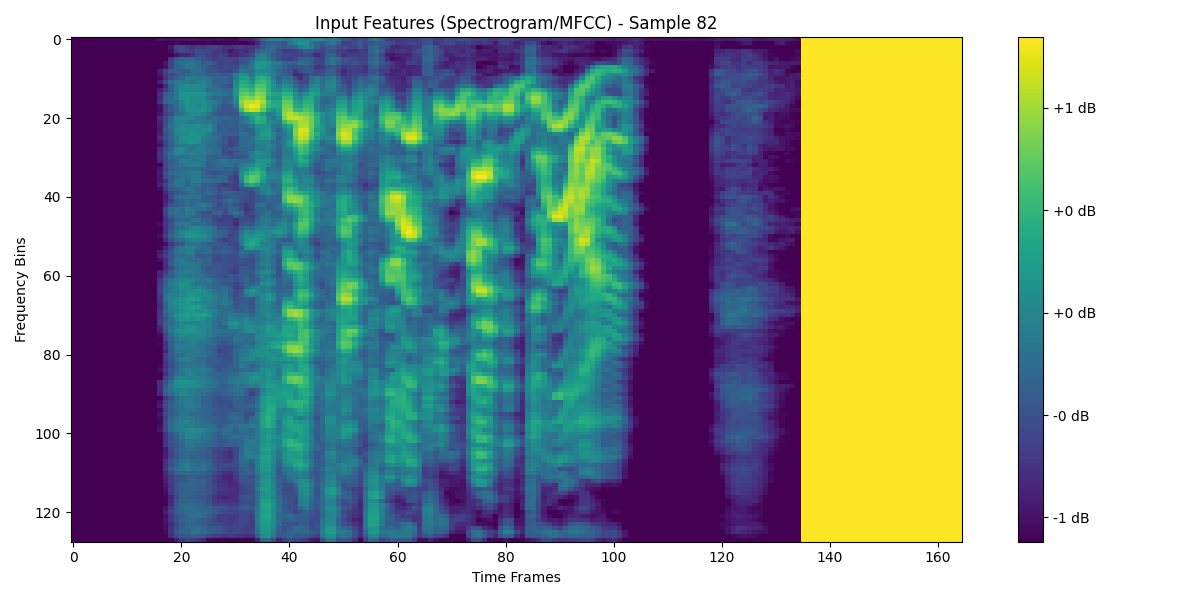 Input Features (Spectrogram/MFCC) - Sample 82
Frequency Bins
0
20
40
60
80
100
120
0 20 40 60 80 100 120 140 160
Time Frames
+1 dB
+0 dB
+0 dB
-0 dB
-1 dB